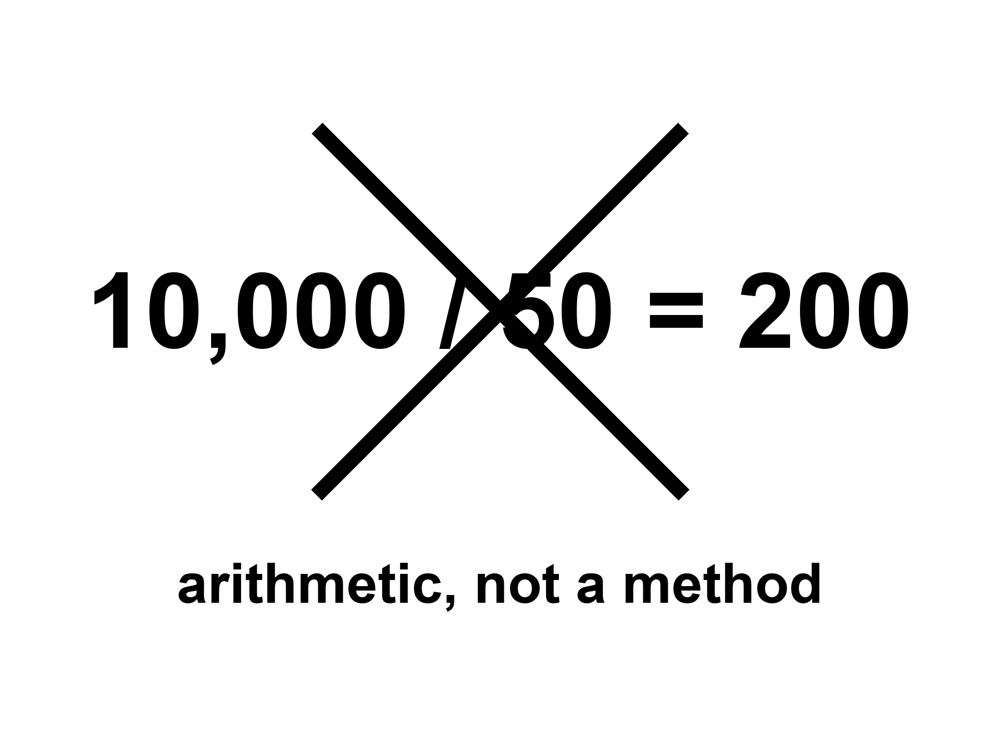 10,000 / 50 = 200
arithmetic, not a method